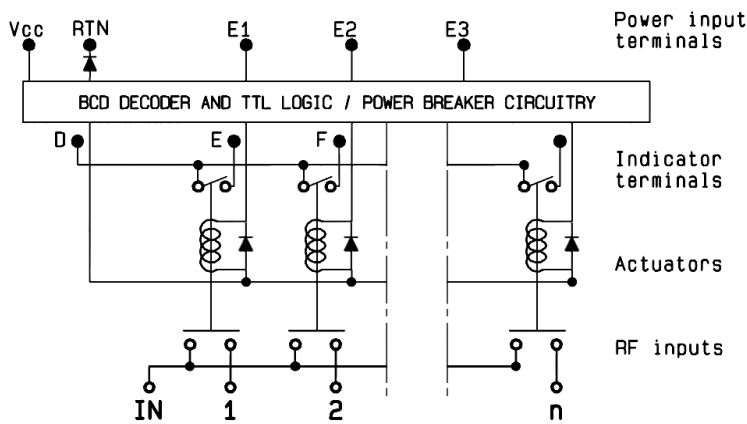 Power input
terminals
Vcc RTN E1 E2 E3
BCD DECODER AND TTL LOGIC / POWER BREAKER CIRCUITRY
D E F
Indicator
terminals
Actuators
RF inputs
IN 1 2 n